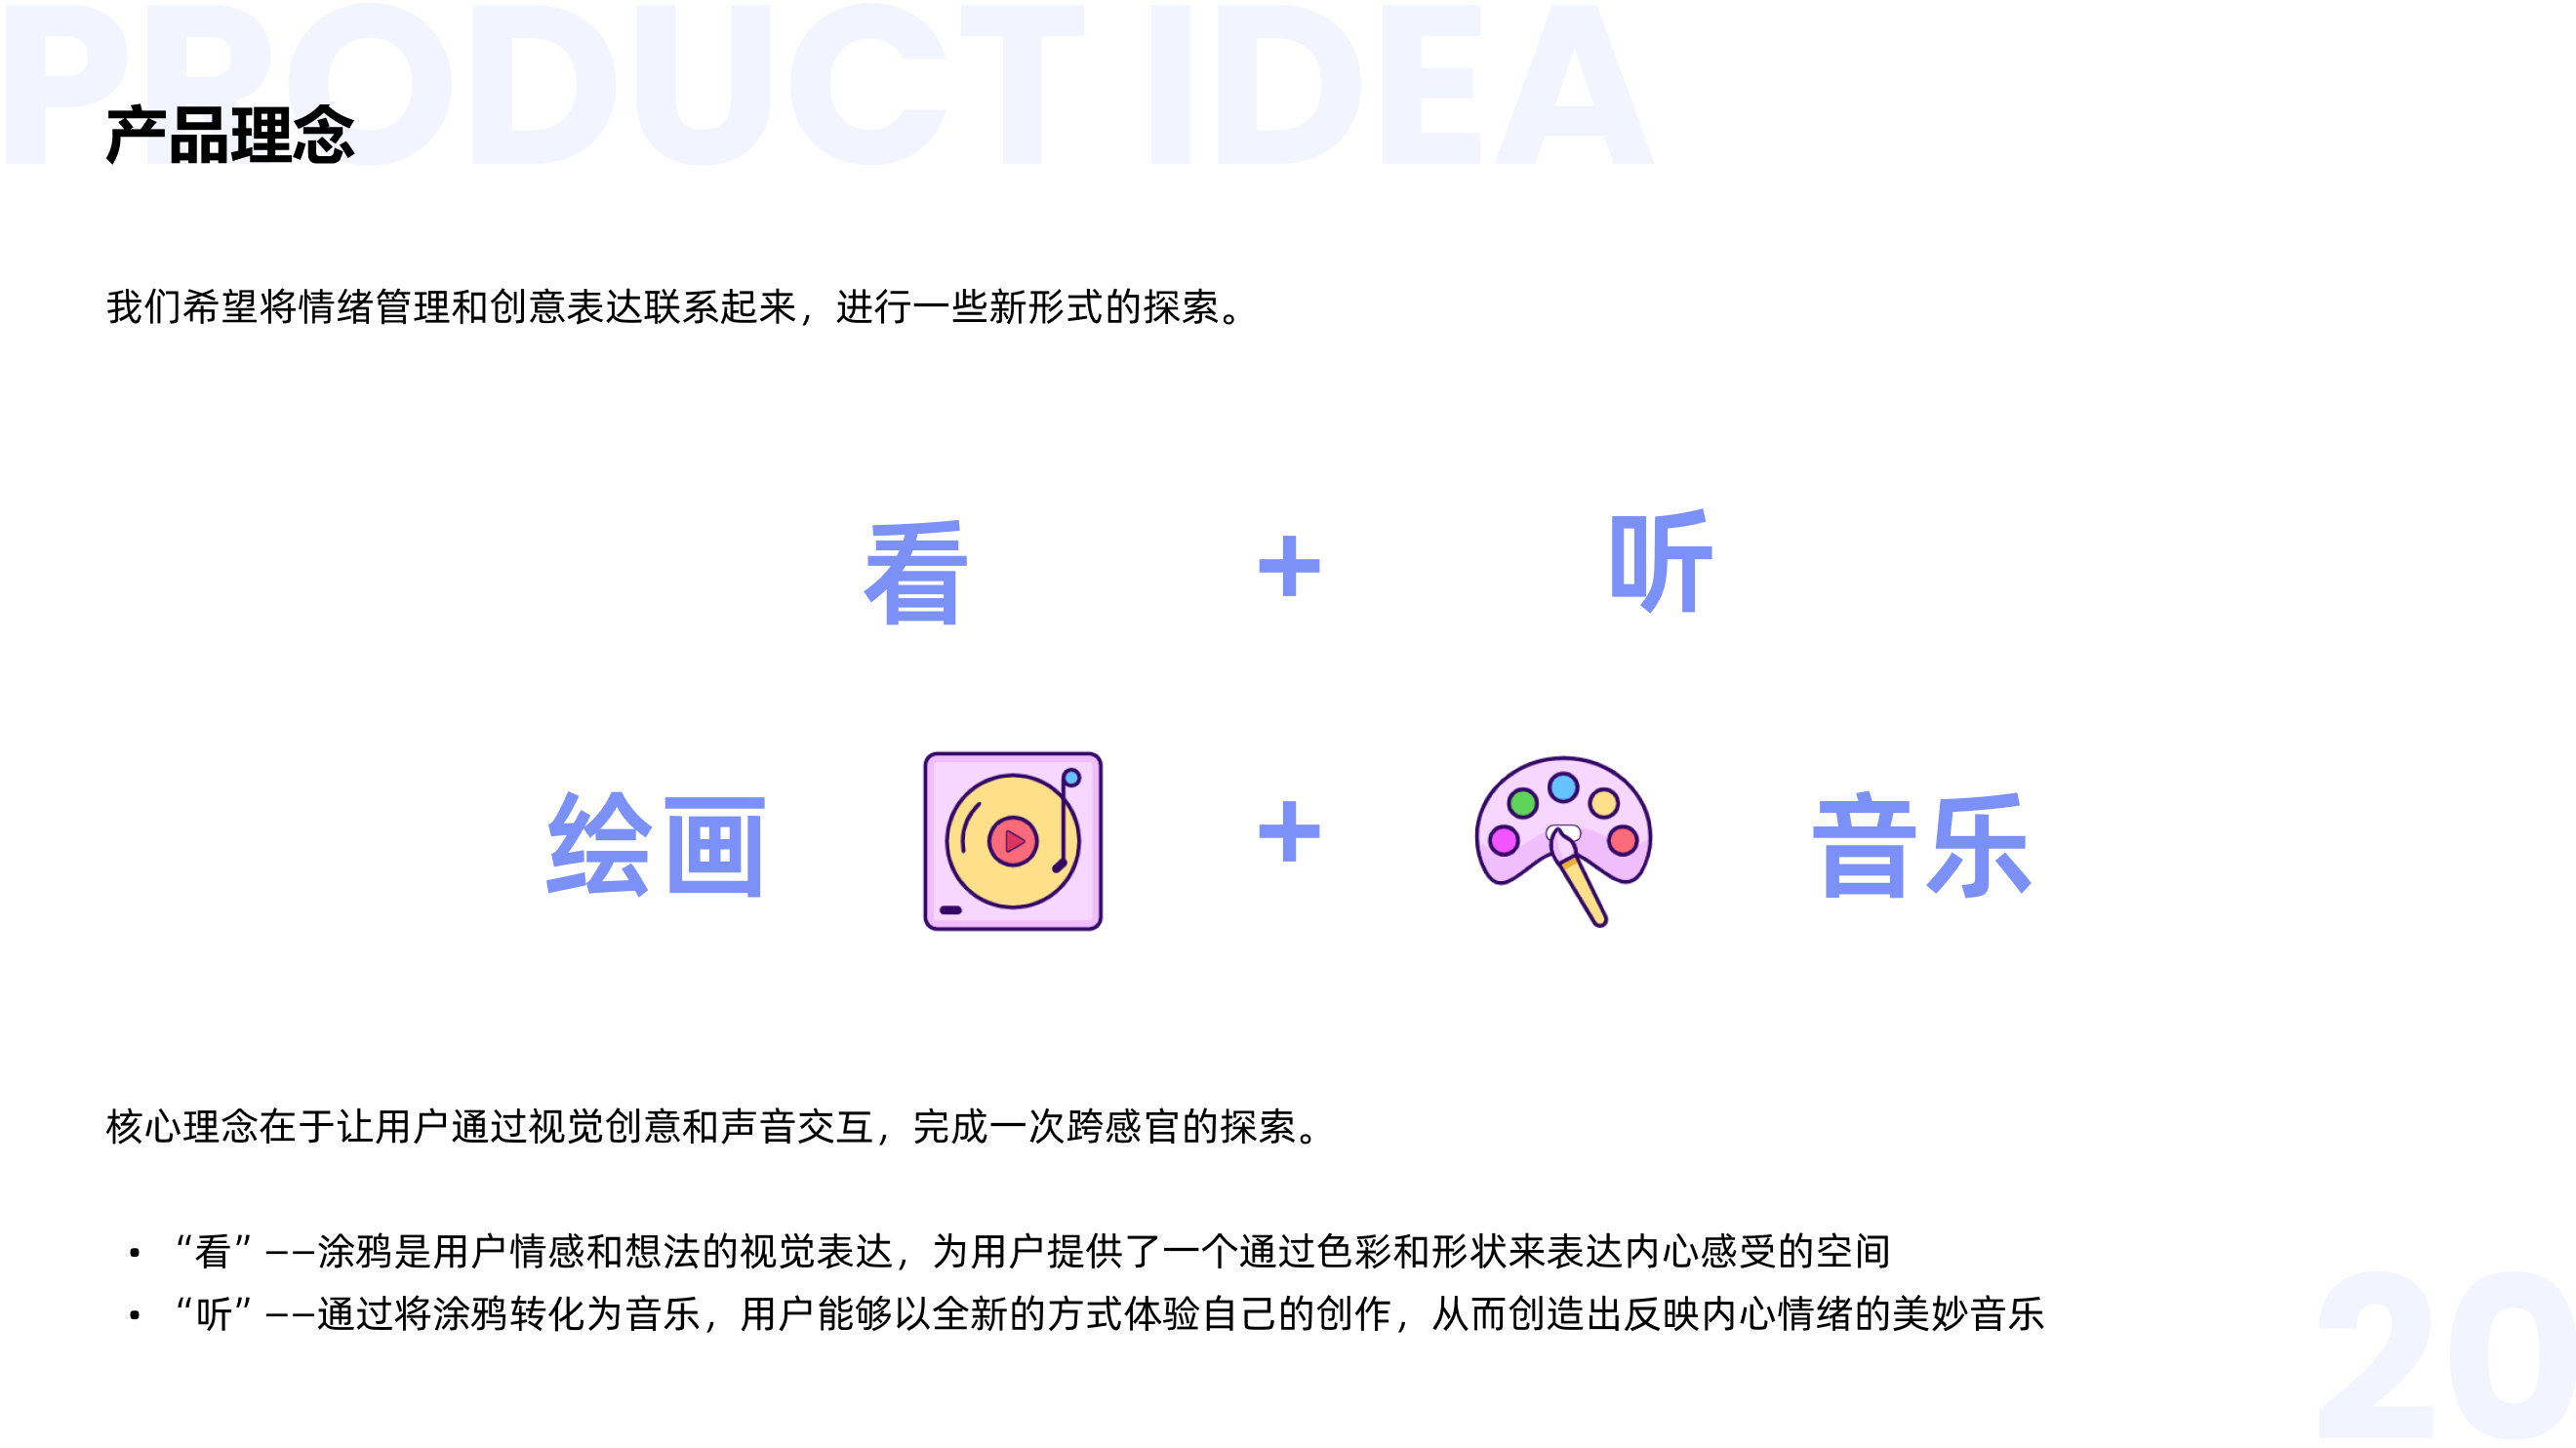 PRODUCT IDEA
产品理念
我们希望将情绪管理和创意表达联系起来，进行一些新形式的探索。
看 + 听
绘画 + 音乐
核心理念在于让用户通过视觉创意和声音交互，完成一次跨感官的探索。
• “看”——涂鸦是用户情感和想法的视觉表达，为用户提供了一个通过色彩和形状来表达内心感受的空间
• “听”——通过将涂鸦转化为音乐，用户能够以全新的方式体验自己的创作，从而创造出反映内心情绪的美妙音乐
20